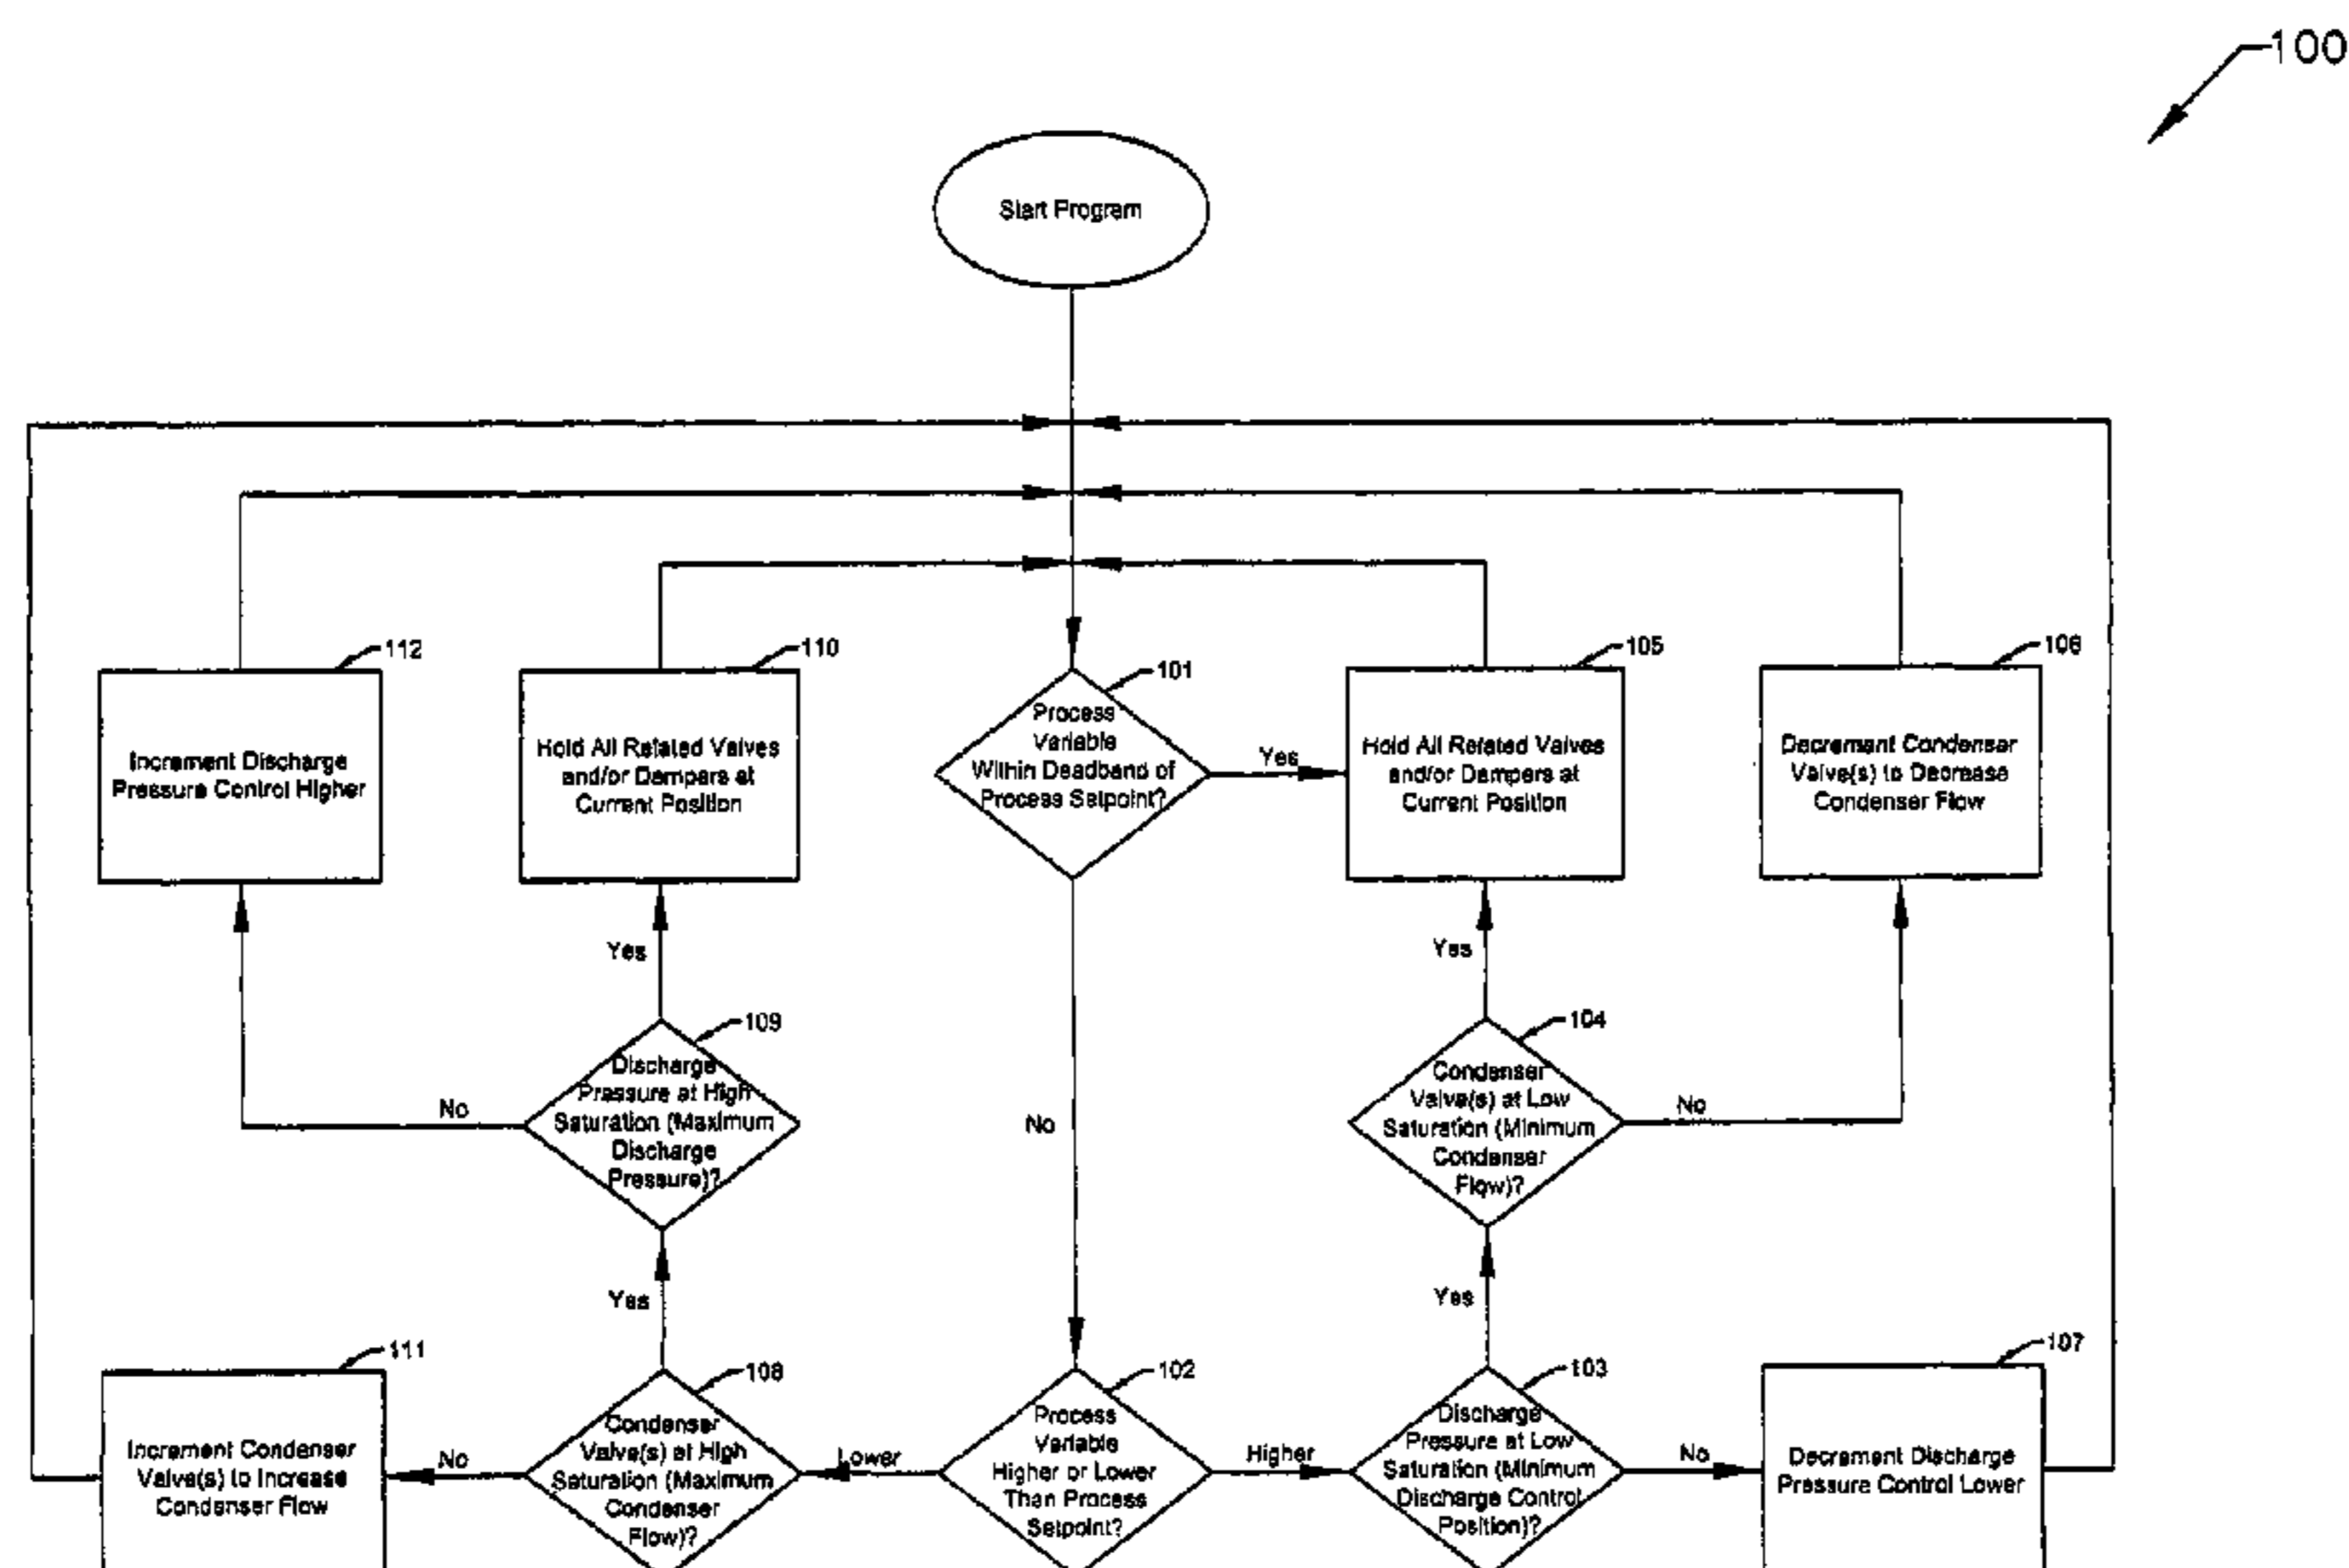 100
Start Program
112
Increment Discharge
Pressure Control Higher
110
Hold All Related Valves
and/or Dampers at
Current Position
101
Process
Variable
Within Deadband of
Process Setpoint?
Yes
105
Hold All Related Valves
and/or Dampers at
Current Position
106
Decrement Condenser
Valve(s) to Decrease
Condenser Flow
Yes
Yes
109
Discharge
Pressure at High
Saturation (Maximum
Discharge
Pressure)?
No
No
104
Condenser
Valve(s) at Low
Saturation (Minimum
Condenser
Flow)?
No
Yes
Yes
111
Increment Condenser
Valve(s) to Increase
Condenser Flow
No
108
Condenser
Valve(s) at High
Saturation (Maximum
Condenser
Flow)?
Lower
102
Process
Variable
Higher or Lower
Than Process
Setpoint?
Higher
103
Discharge
Pressure at Low
Saturation (Minimum
Discharge Control
Position)?
No
107
Decrement Discharge
Pressure Control Lower